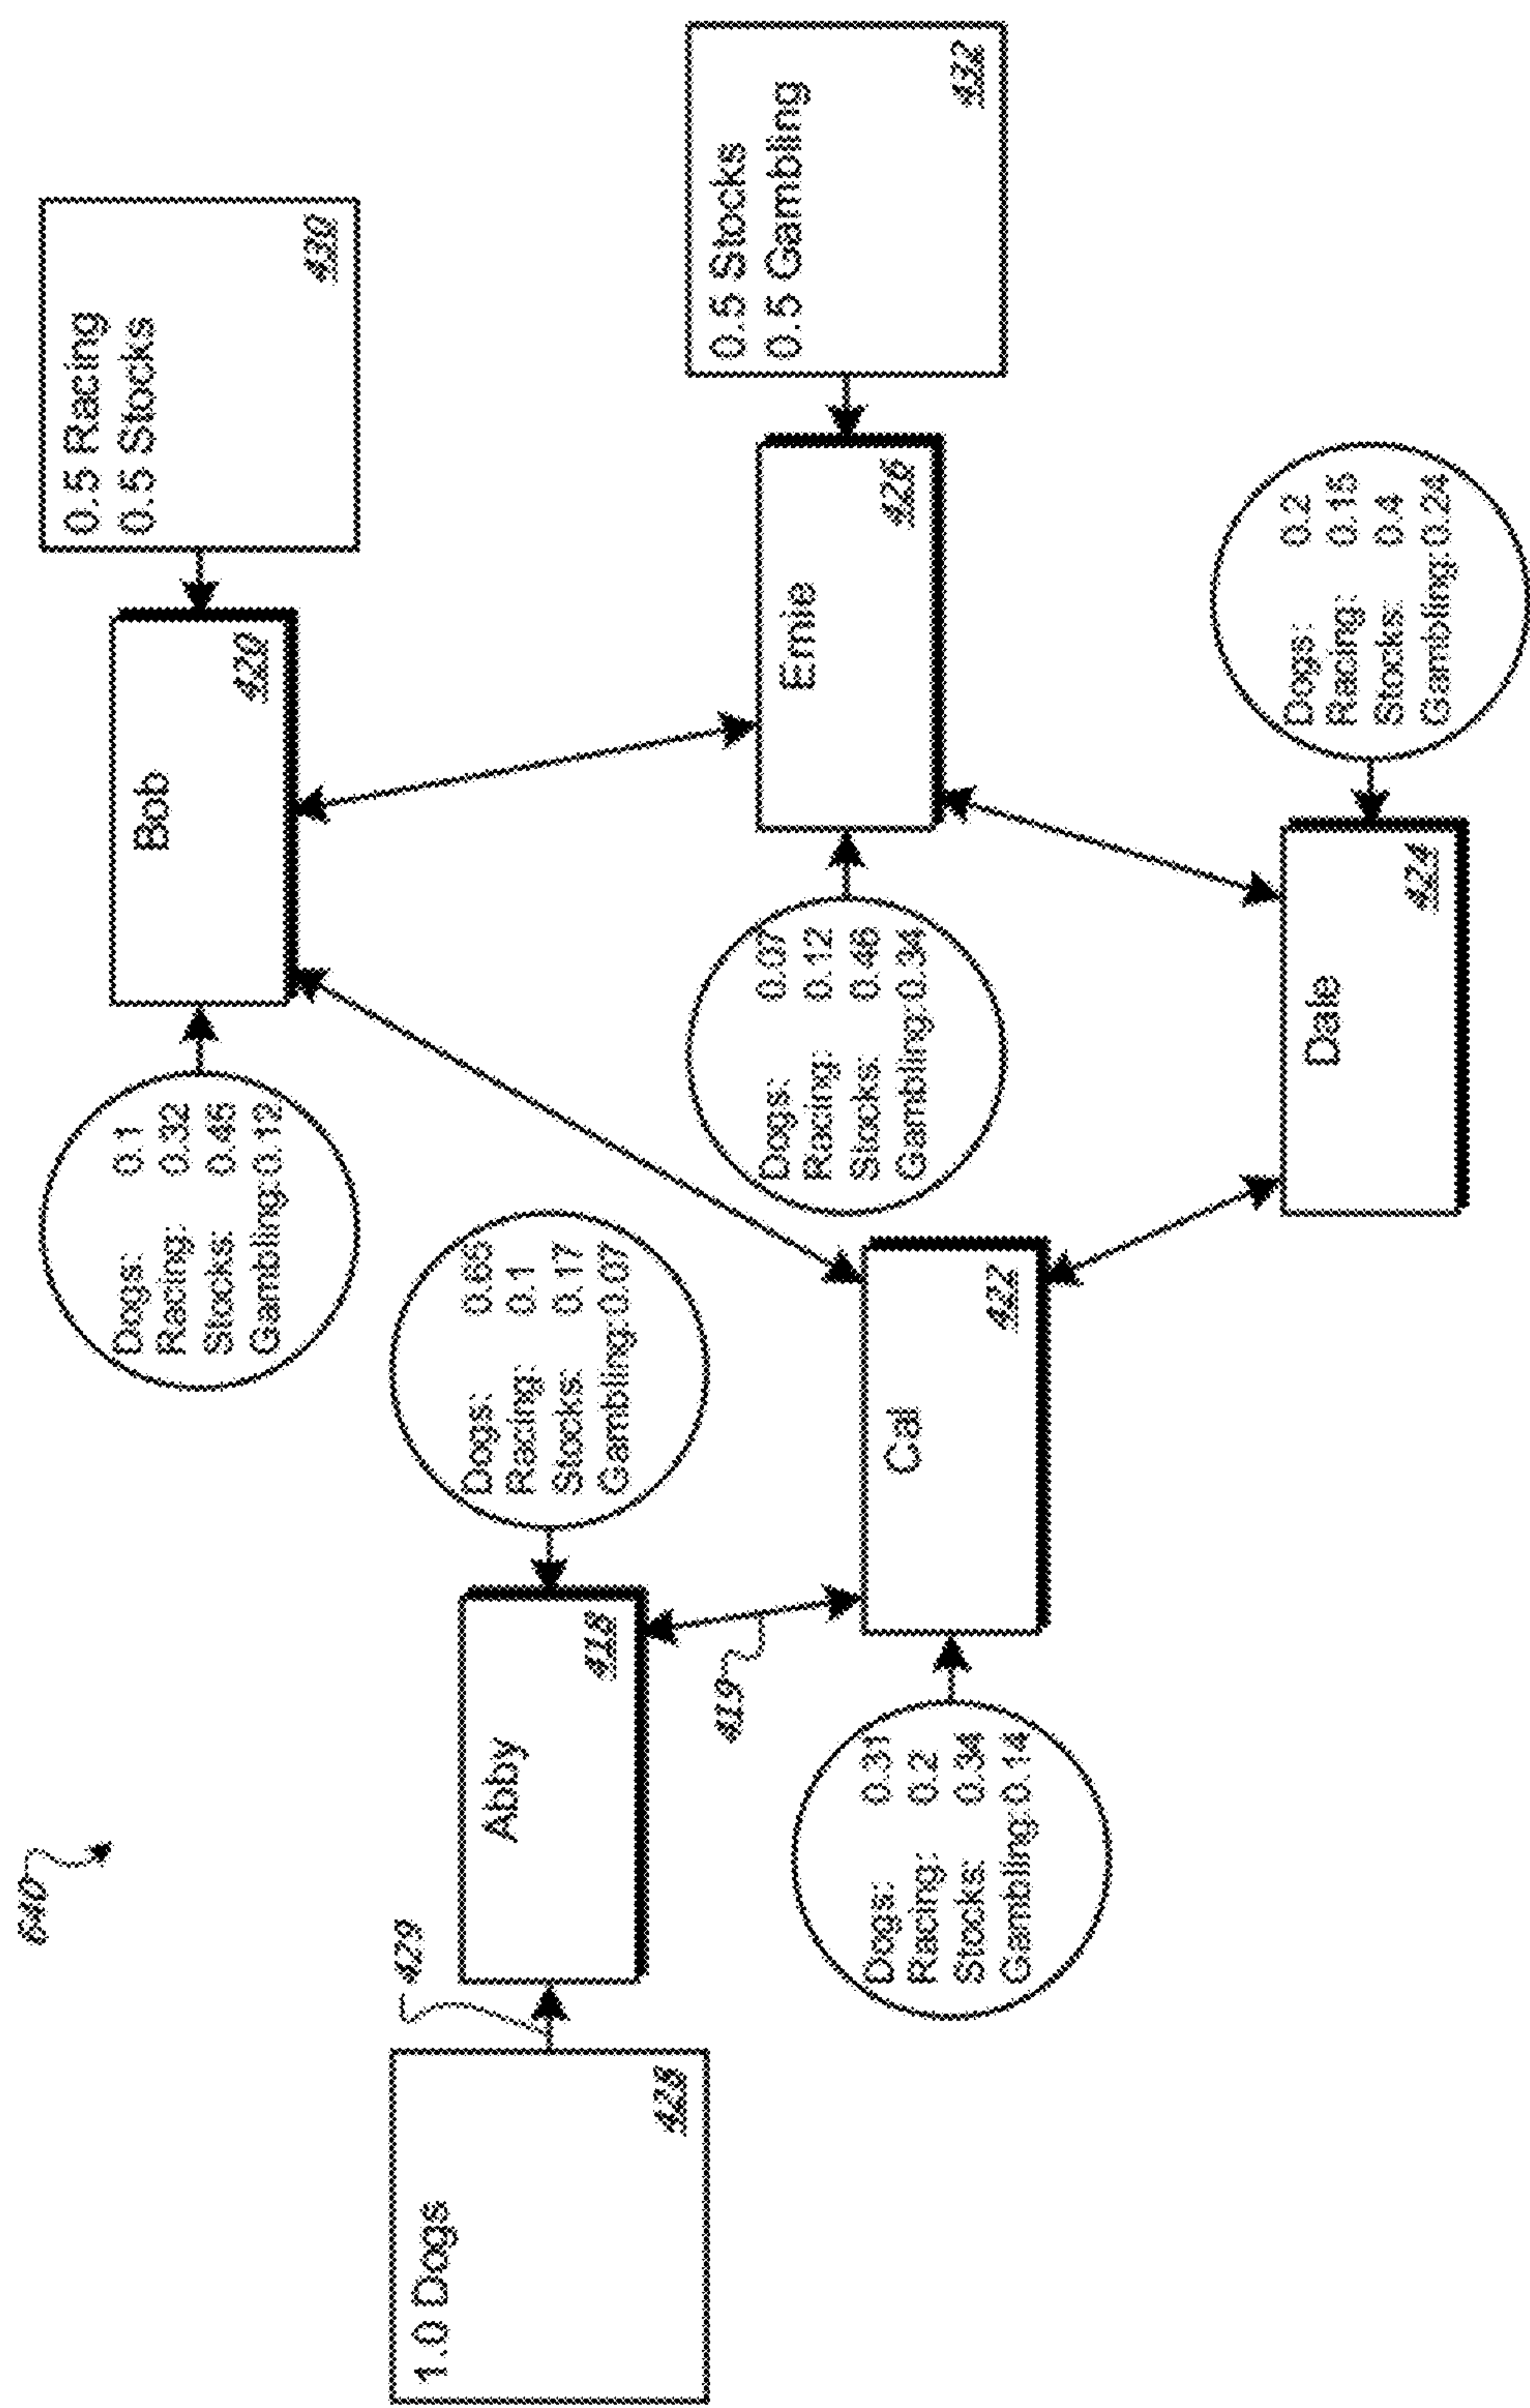 640
Dogs: 0.1
Racing: 0.32
Stocks: 0.45
Gambling: 0.12
Bob
420
0.5 Racing
0.5 Stocks
430
1.0 Dogs
428
429
Abby
418
Dogs: 0.65
Racing: 0.1
Stocks: 0.17
Gambling: 0.07
419
Dogs: 0.07
Racing: 0.12
Stocks: 0.46
Gambling: 0.34
Ernie
426
0.5 Stocks
0.5 Gambling
432
Dogs: 0.31
Racing: 0.2
Stocks: 0.34
Gambling: 0.14
Cal
422
Dale
424
Dogs: 0.2
Racing: 0.15
Stocks: 0.4
Gambling: 0.24